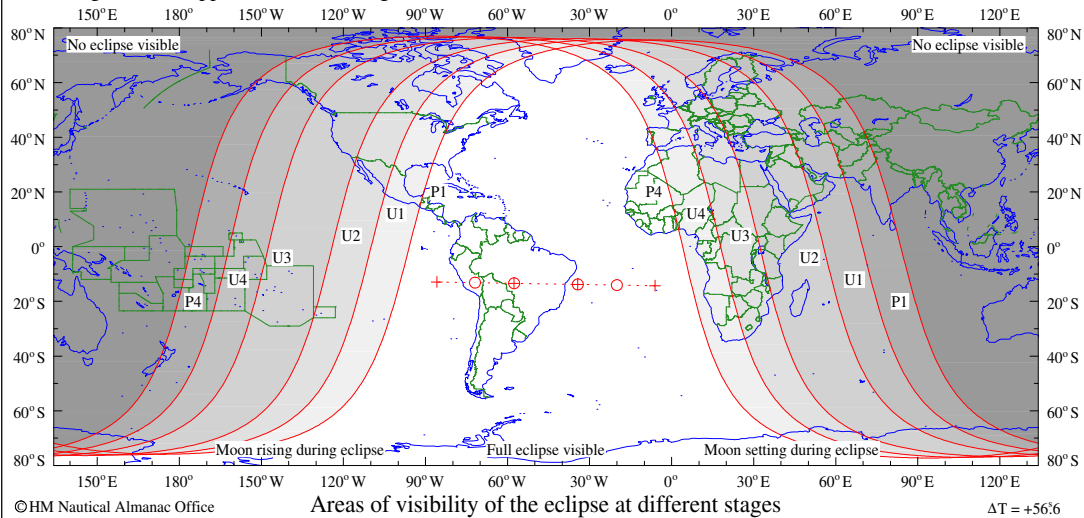 150°E 180° 150°W 120°W 90°W 60°W 30°W 0° 30°E 60°E 90°E 120°E
80°N No eclipse visible No eclipse visible 80°N
60°N 60°N
40°N 40°N
20°N P1 P4 20°N
U1 U4
0° U3 U2 U3 U2 0°
U4 U1
20°S P4 P1 20°S
40°S 40°S
60°S 60°S
Moon rising during eclipse Full eclipse visible Moon setting during eclipse
80°S 80°S
150°E 180° 150°W 120°W 90°W 60°W 30°W 0° 30°E 60°E 90°E 120°E
©HM Nautical Almanac Office Areas of visibility of the eclipse at different stages ΔT = +56ˢ.6